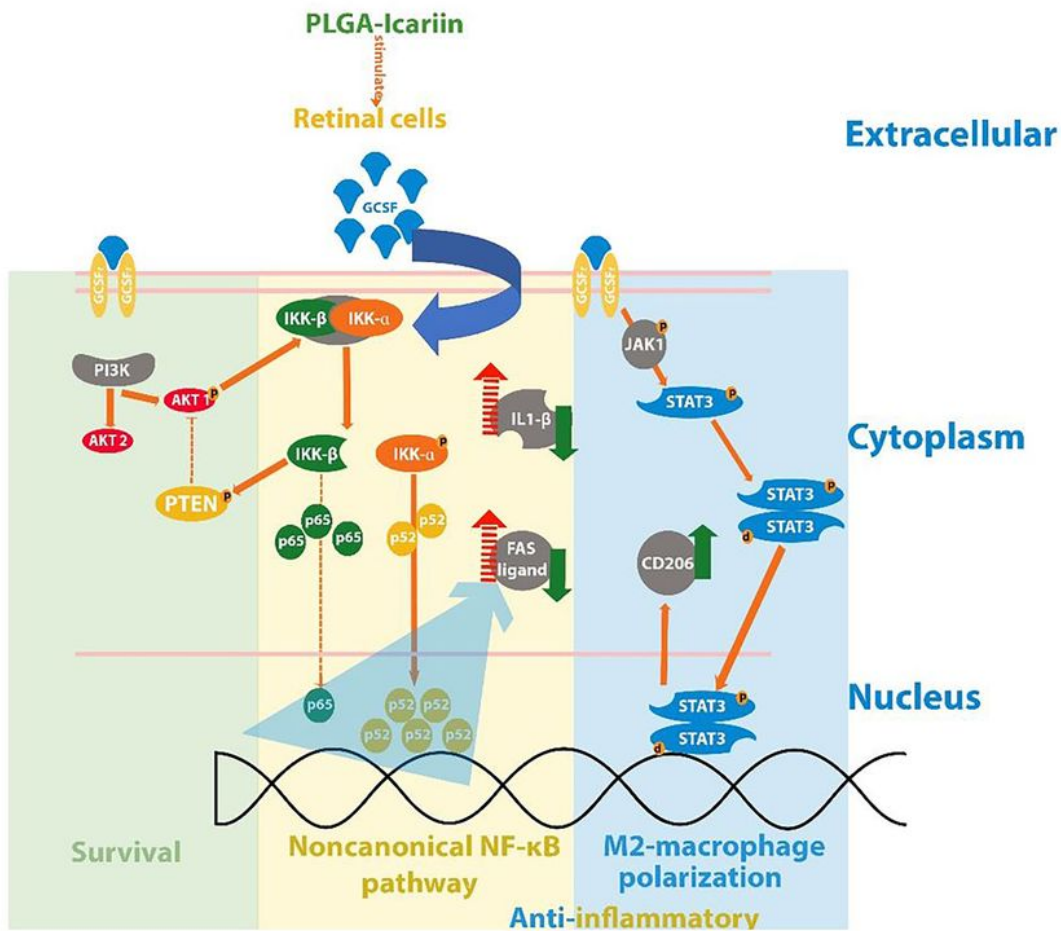 PLGA-Icariin
stimulate
Retinal cells
Extracellular
GCSF
GCSFr
GCSFr
GCSFr
GCSFr
IKK-β
IKK-α
P
JAK1
PI3K
AKT 1
P
STAT3
P
IL1-β
AKT 2
Cytoplasm
IKK-β
IKK-α
P
PTEN
P
STAT3
P
STAT3
d
p65
p65
p65
p52
p52
FAS
ligand
CD206
Nucleus
p65
p52
p52
p52
p52
p52
STAT3
P
STAT3
d
Survival
Noncanonical NF-κB
pathway
M2-macrophage
polarization
Anti-inflammatory